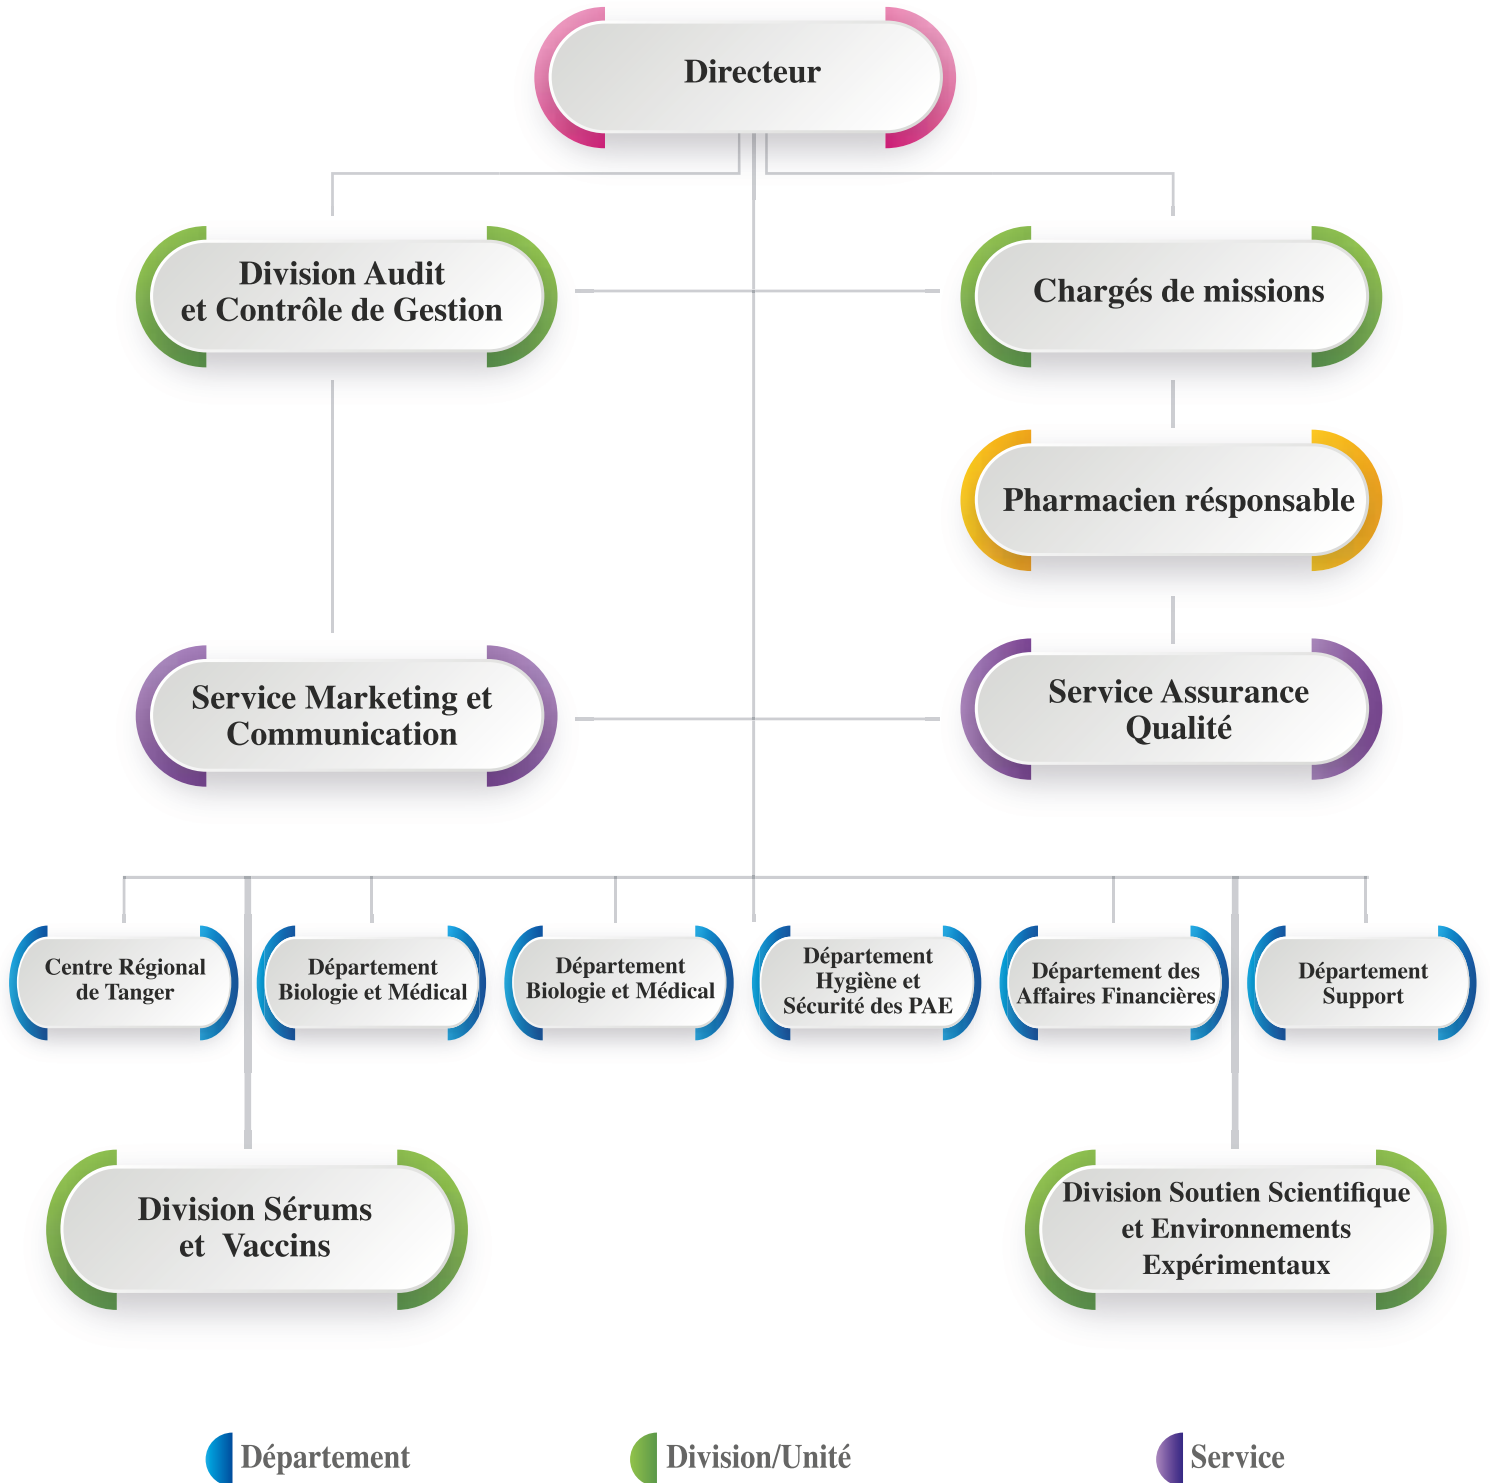 Directeur
Division Audit
et Contrôle de Gestion
Chargés de missions
Pharmacien résponsable
Service Marketing et
Communication
Service Assurance
Qualité
Centre Régional
de Tanger
Département
Biologie et Médical
Département
Biologie et Médical
Département
Hygiène et
Sécurité des PAE
Département des
Affaires Financières
Département
Support
Division Sérums
et Vaccins
Division Soutien Scientifique
et Environnements
Expérimentaux
Département
Division/Unité
Service